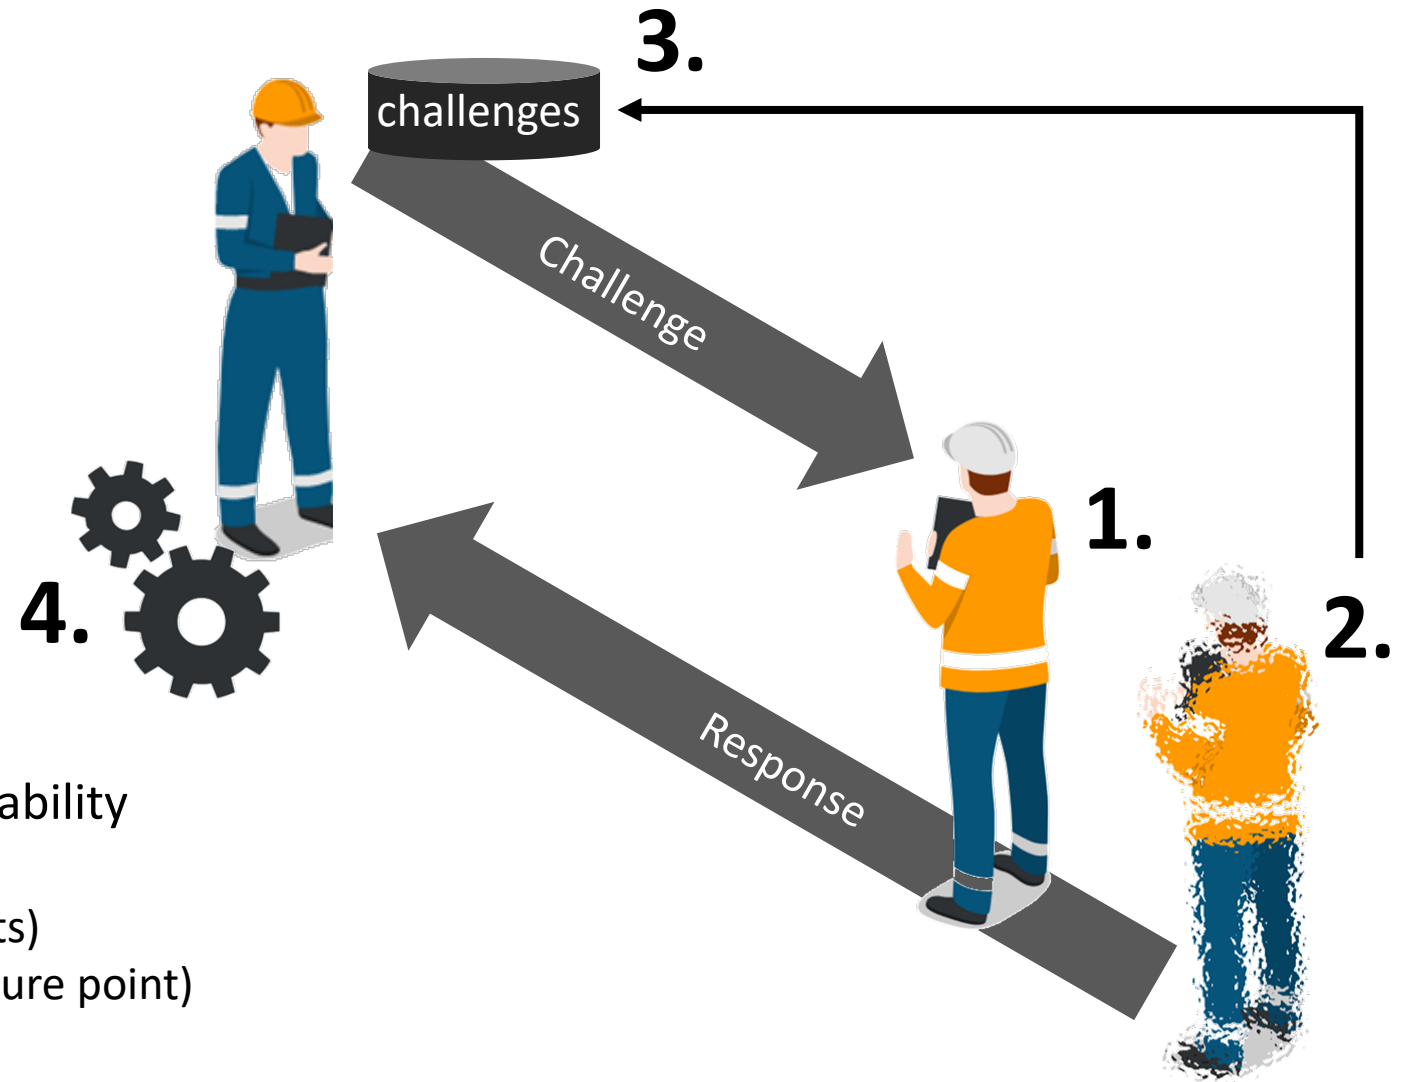 3.
challenges
Challenge
1.
2.
4.
Response
ability
ts)
ure point)